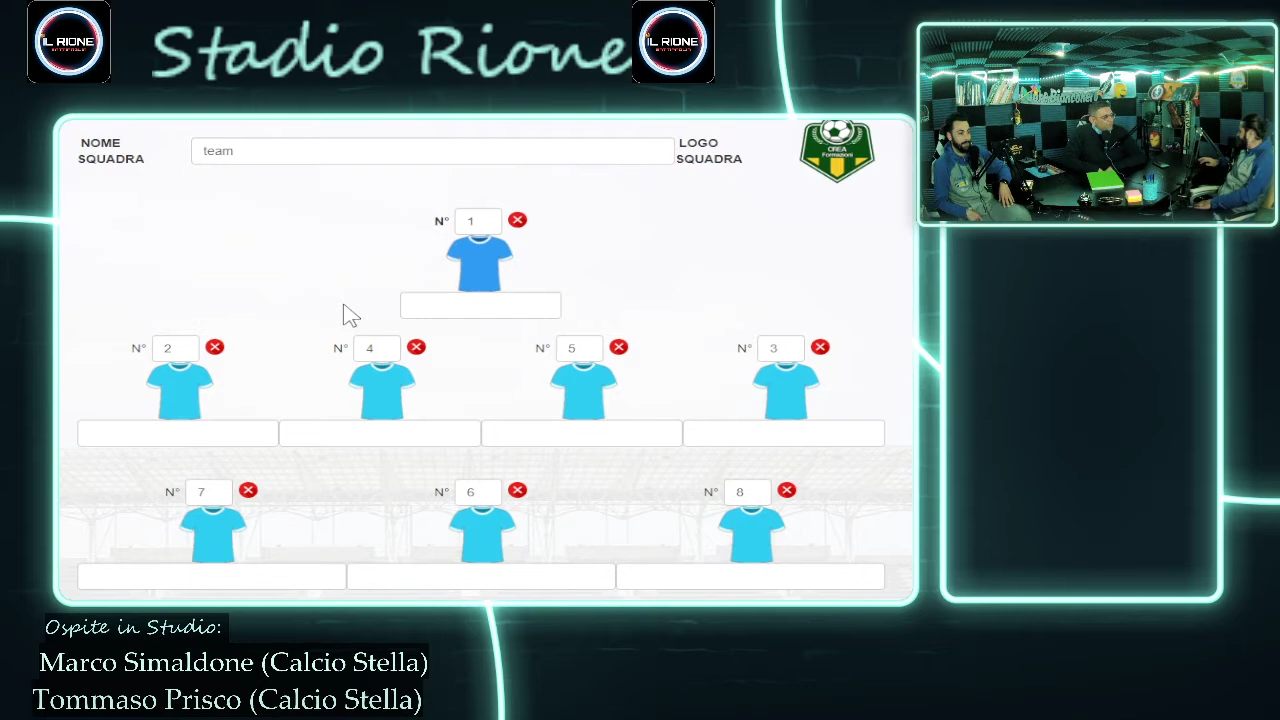 IL RIONE
Stadio Rione
IL RIONE
NOME SQUADRA
team
LOGO SQUADRA
CREA
Formazioni
N° 1
N° 2
N° 4
N° 5
N° 3
N° 7
N° 6
N° 8
Ospite in Studio:
Marco Simaldone (Calcio Stella)
Tommaso Prisco (Calcio Stella)